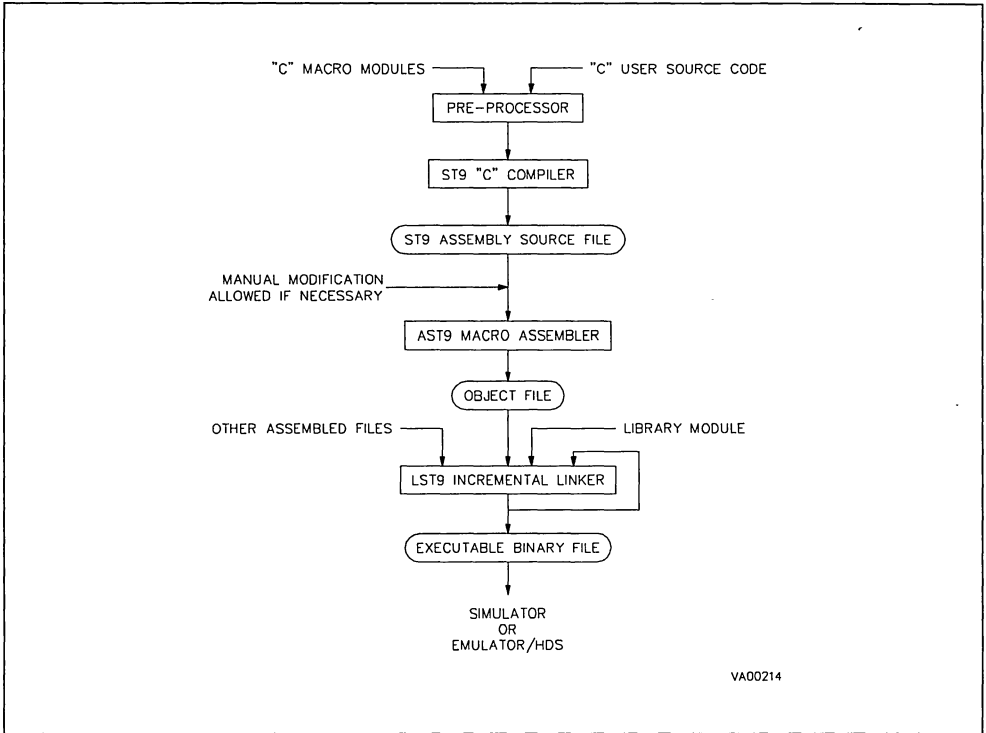 "C" MACRO MODULES
"C" USER SOURCE CODE
PRE-PROCESSOR
ST9 "C" COMPILER
ST9 ASSEMBLY SOURCE FILE
MANUAL MODIFICATION
ALLOWED IF NECESSARY
AST9 MACRO ASSEMBLER
OBJECT FILE
OTHER ASSEMBLED FILES
LIBRARY MODULE
LST9 INCREMENTAL LINKER
EXECUTABLE BINARY FILE
SIMULATOR
OR
EMULATOR/HDS
VA00214